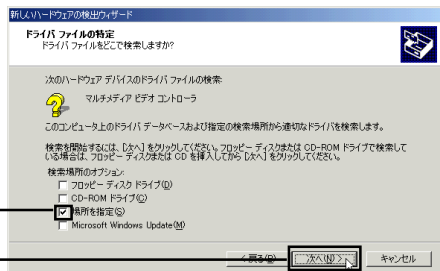 新しいハードウェアの検出ウィザード
ドライバ ファイルの特定
ドライバ ファイルをどこで検索しますか?
次のハードウェア デバイスのドライバ ファイルの検索:
マルチメディア ビデオ コントローラ
このコンピュータ上のドライバ データベースおよび指定の検索場所から適切なドライバを検索します。
検索を開始するには、[次へ] をクリックしてください。フロッピー ディスクまたは CD-ROM ドライブで検索して
いる場合は、フロッピー ディスクまたは CD を挿入してから [次へ] をクリックしてください。
検索場所のオプション:
フロッピー ディスク ドライブ(D)
CD-ROM ドライブ(C)
場所を指定(S)
Microsoft Windows Update(M)
< 戻る(B)
次へ(N) >
キャンセル